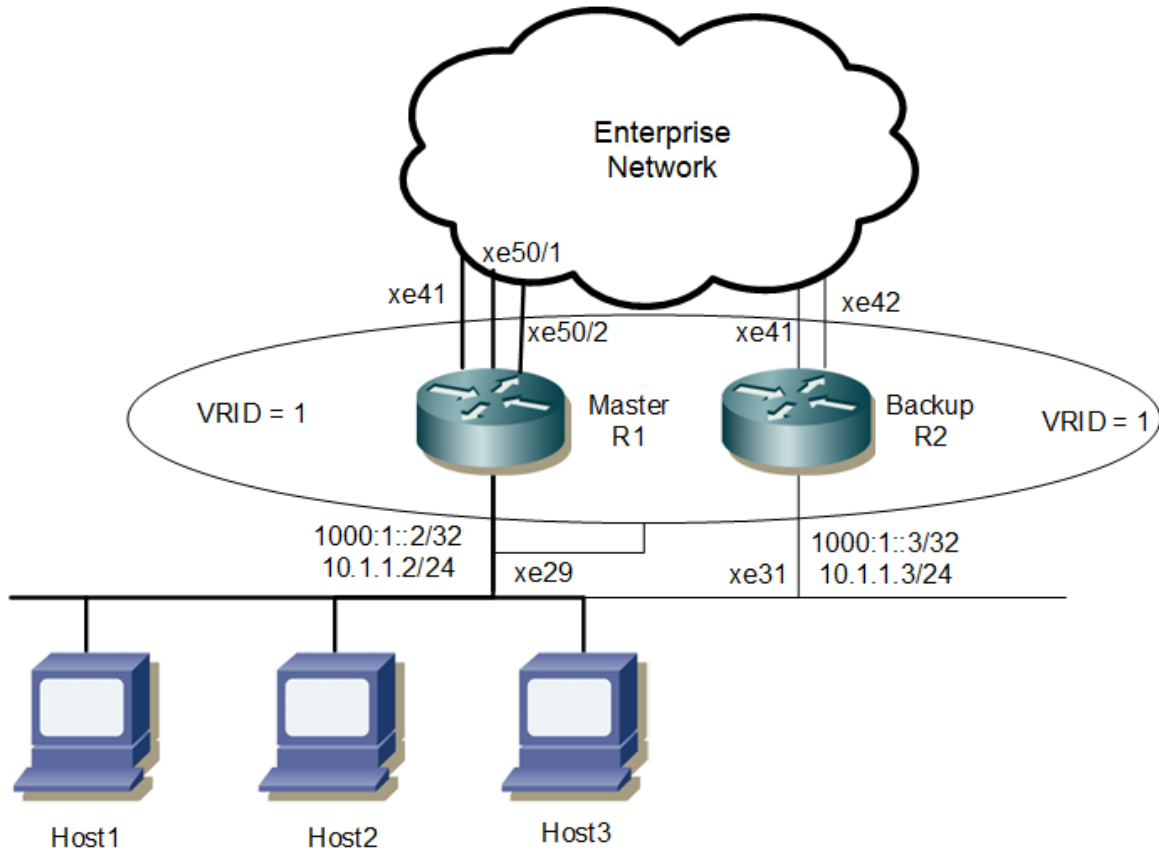 Enterprise
Network
xe50/1
xe41
xe50/2
xe41
xe42
VRID = 1
Master
R1
Backup
R2
VRID = 1
1000:1::2/32
10.1.1.2/24
xe29
xe31
1000:1::3/32
10.1.1.3/24
Host1
Host2
Host3